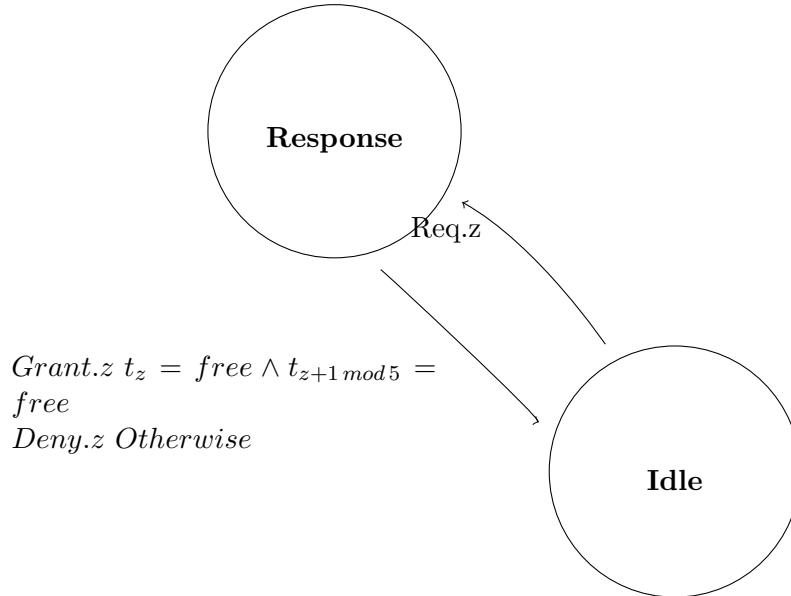 Response
Req.z
Grant.z t_z = free ∧ t_{z+1 mod 5} =
free
Deny.z Otherwise
Idle